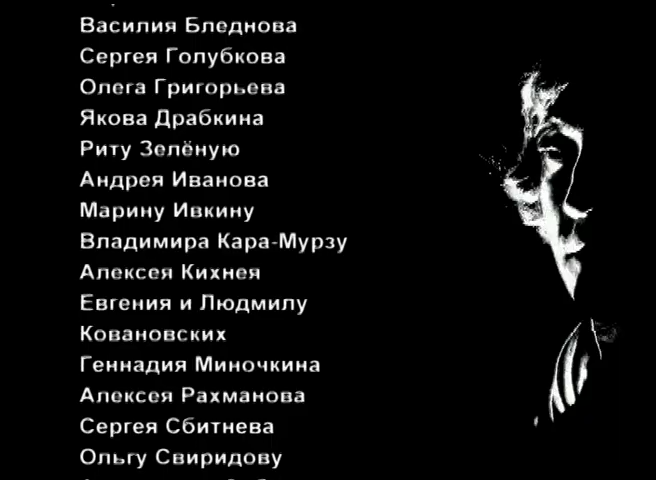 Василия Бледнова
Сергея Голубкова
Олега Григорьева
Якова Драбкина
Риту Зелёную
Андрея Иванова
Марину Ивкину
Владимира Кара-Мурзу
Алексея Кихнея
Евгения и Людмилу
Ковановских
Геннадия Миночкина
Алексея Рахманова
Сергея Сбитнева
Ольгу Свиридову